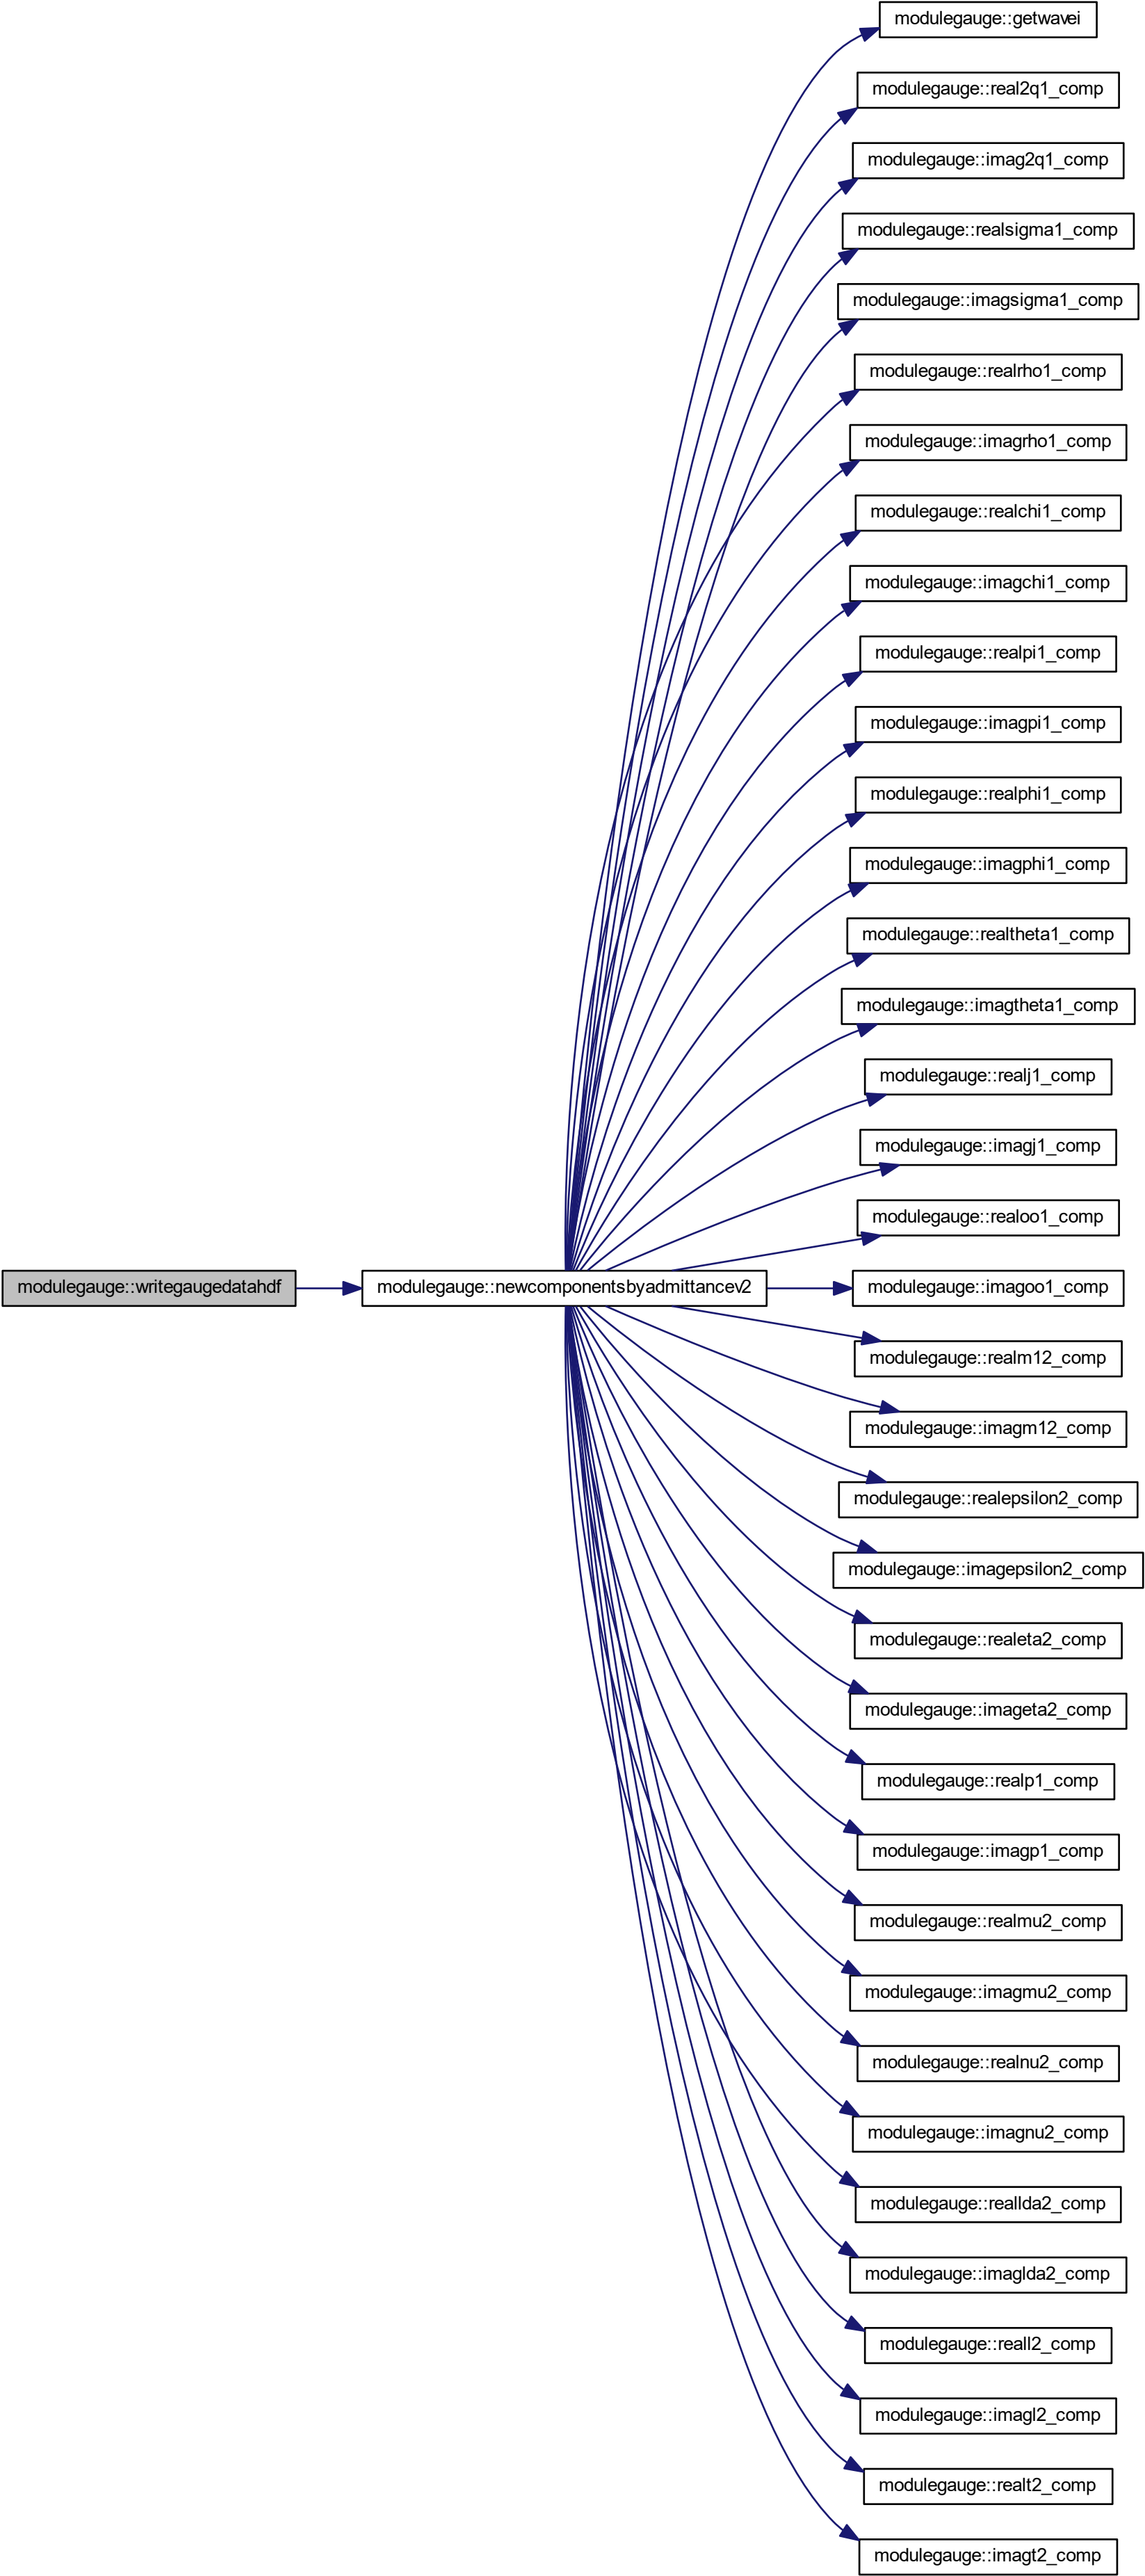 modulegauge::getwavei
modulegauge::real2q1_comp
modulegauge::imag2q1_comp
modulegauge::realsigma1_comp
modulegauge::imagsigma1_comp
modulegauge::realrho1_comp
modulegauge::imagrho1_comp
modulegauge::realchi1_comp
modulegauge::imagchi1_comp
modulegauge::realpi1_comp
modulegauge::imagpi1_comp
modulegauge::realphi1_comp
modulegauge::imagphi1_comp
modulegauge::realtheta1_comp
modulegauge::imagtheta1_comp
modulegauge::realj1_comp
modulegauge::imagj1_comp
modulegauge::realoo1_comp
modulegauge::writegaugedatahdf
modulegauge::newcomponentsbyadmittancev2
modulegauge::imagoo1_comp
modulegauge::realm12_comp
modulegauge::imagm12_comp
modulegauge::realepsilon2_comp
modulegauge::imagepsilon2_comp
modulegauge::realeta2_comp
modulegauge::imageta2_comp
modulegauge::realp1_comp
modulegauge::imagp1_comp
modulegauge::realmu2_comp
modulegauge::imagmu2_comp
modulegauge::realnu2_comp
modulegauge::imagnu2_comp
modulegauge::reallda2_comp
modulegauge::imaglda2_comp
modulegauge::reall2_comp
modulegauge::imagl2_comp
modulegauge::realt2_comp
modulegauge::imagt2_comp